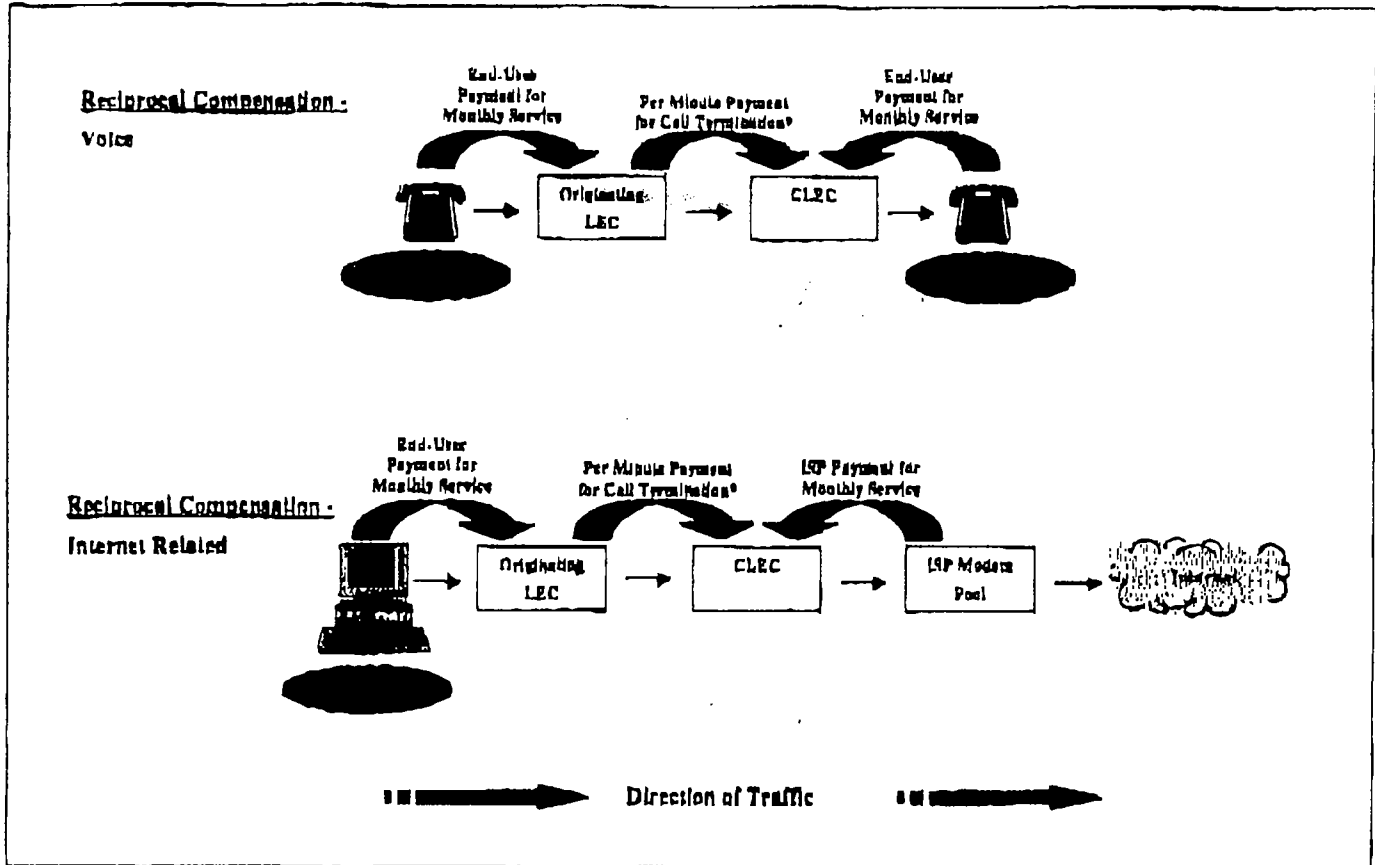 Reciprocal Compensation -
Voice
End-User
Payment for
Monthly Service
Per Minute Payment
for Call Termination*
End-User
Payment for
Monthly Service
Originating
LEC
CLEC
Reciprocal Compensation -
Internet Related
End-User
Payment for
Monthly Service
Per Minute Payment
for Call Termination*
ISP Payment for
Monthly Service
Originating
LEC
CLEC
ISP Modem
Pool
Internet
Direction of Traffic